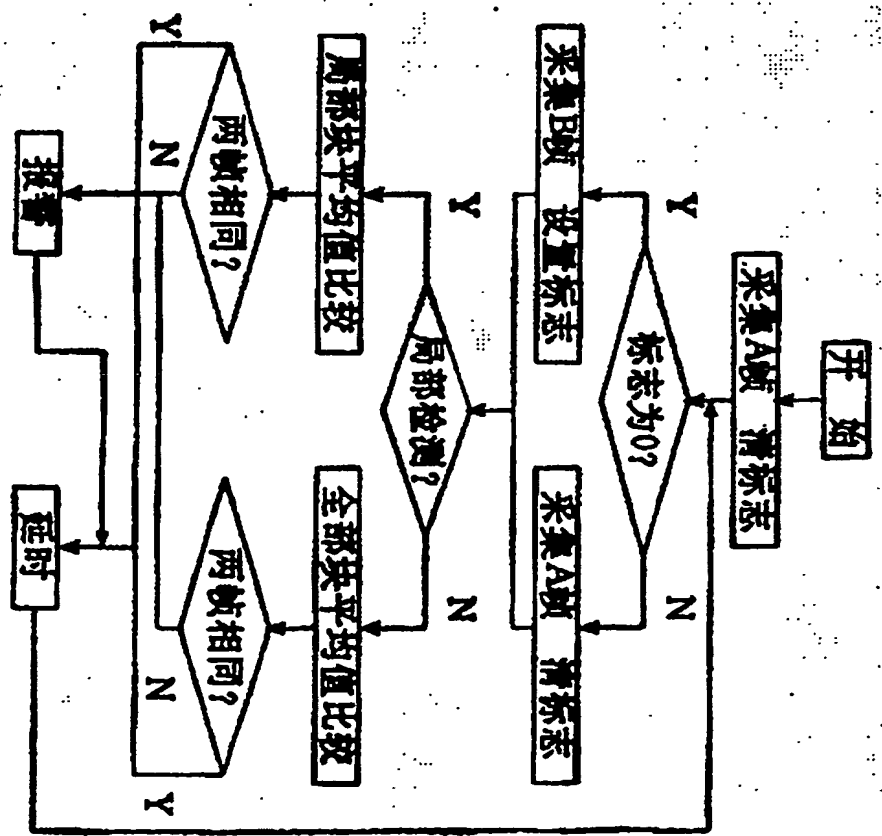 开 始
采集A帧 清标志
标志为0?
Y
N
采集B帧 设置标志
采集A帧 清标志
局部检测?
Y
N
局部块平均值比较
全部块平均值比较
两帧相同?
两帧相同?
Y
N
N
Y
报警
延时